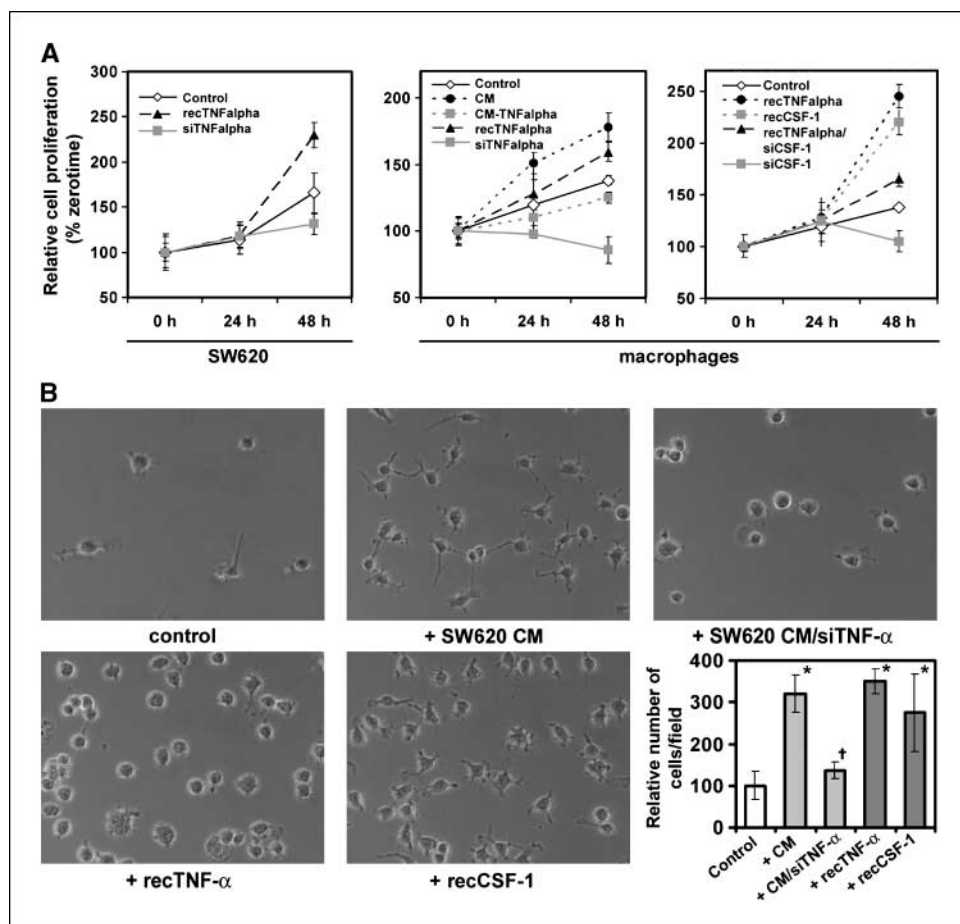 A
Relative cell proliferation
(% zerotime)
300
250
200
150
100
50
Control
recTNFalpha
siTNFalpha
0 h 24 h 48 h
SW620
200
150
100
50
Control
CM
CM-TNFalpha
recTNFalpha
siTNFalpha
0 h 24 h 48 h
250
200
150
100
50
Control
recTNFalpha
recCSF-1
recTNFalpha/
siCSF-1
siCSF-1
0 h 24 h 48 h
macrophages
B
control
+ SW620 CM
+ SW620 CM/siTNF-α
+ recTNF-α
+ recCSF-1
Relative number of
cells/field
400
300
200
100
0
*
†
*
*
Control
+ CM
+ CM/siTNF-α
+ recTNF-α
+ recCSF-1